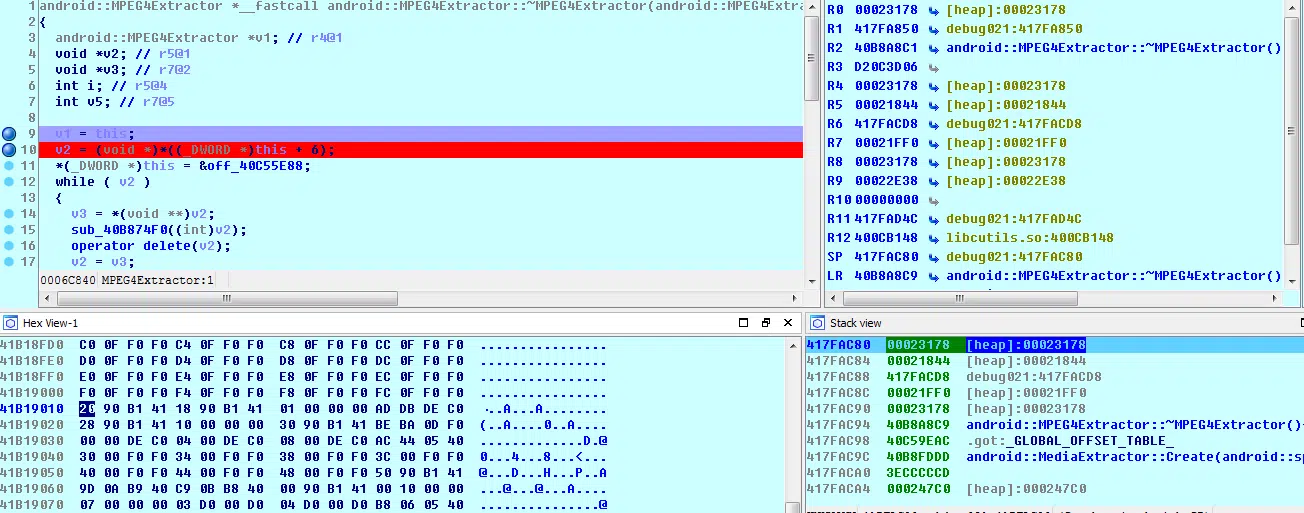 1 android::MPEG4Extractor *__fastcall android::MPEG4Extractor::~MPEG4Extractor(android::MPEG4Extra
2 {
3 android::MPEG4Extractor *v1; // r4@1
4 void *v2; // r5@1
5 void *v3; // r7@2
6 int i; // r5@4
7 int v5; // r7@5
8
9 v1 = this;
10 v2 = (void *)*((_DWORD *)this + 6);
11 *(_DWORD *)this = &off_40C55E88;
12 while ( v2 )
13 {
14 v3 = *(void **)v2;
15 sub_40B874F0((int)v2);
16 operator delete(v2);
17 v2 = v3;
0006C840 MPEG4Extractor:1
R0 00023178 [heap]:00023178
R1 417FA850 debug021:417FA850
R2 40B8A8C1 android::MPEG4Extractor::~MPEG4Extractor()
R3 D20C3D06
R4 00023178 [heap]:00023178
R5 00021844 [heap]:00021844
R6 417FACD8 debug021:417FACD8
R7 00021FF0 [heap]:00021FF0
R8 00023178 [heap]:00023178
R9 00022E38 [heap]:00022E38
R10 00000000
R11 417FAD4C debug021:417FAD4C
R12 400CB148 libcutils.so:400CB148
SP 417FAC80 debug021:417FAC80
LR 40B8A8C9 android::MPEG4Extractor::~MPEG4Extractor()
Hex View-1
41B18FD0 C0 0F F0 F0 C4 0F F0 F0 C8 0F F0 F0 CC 0F F0 F0 ................
41B18FE0 D0 0F F0 F0 D4 0F F0 F0 D8 0F F0 F0 DC 0F F0 F0 ................
41B18FF0 E0 0F F0 F0 E4 0F F0 F0 E8 0F F0 F0 EC 0F F0 F0 ................
41B19000 F0 0F F0 F0 F4 0F F0 F0 F8 0F F0 F0 FC 0F F0 F0 ................
41B19010 20 90 B1 41 18 90 B1 41 01 00 00 00 AD DB DE C0 ...A...A........
41B19020 28 90 B1 41 10 00 00 00 30 90 B1 41 BE BA 0D F0 (..A....0..A....
41B19030 00 00 DE C0 04 00 DE C0 08 00 DE C0 AC 44 05 40 .............D.@
41B19040 30 00 F0 F0 34 00 F0 F0 38 00 F0 F0 3C 00 F0 F0 0...4...8...<...
41B19050 40 00 F0 F0 44 00 F0 F0 48 00 F0 F0 50 90 B1 41 @...D...H...P..A
41B19060 9D 0A B9 40 C9 0B B8 40 00 90 B1 41 00 10 00 00 ...@...@...A....
41B19070 07 00 00 00 03 D0 00 D0 04 D0 00 D0 B8 06 05 40 ...............@
Stack view
417FAC80 00023178 [heap]:00023178
417FAC84 00021844 [heap]:00021844
417FAC88 417FACD8 debug021:417FACD8
417FAC8C 00021FF0 [heap]:00021FF0
417FAC90 00023178 [heap]:00023178
417FAC94 40B8A8C9 android::MPEG4Extractor::~MPEG4Extractor()
417FAC98 40C59EAC .got:_GLOBAL_OFFSET_TABLE_
417FAC9C 40B8FDDD android::MediaExtractor::Create(android::sp
417FACA0 3ECCCCCD
417FACA4 000247C0 [heap]:000247C0